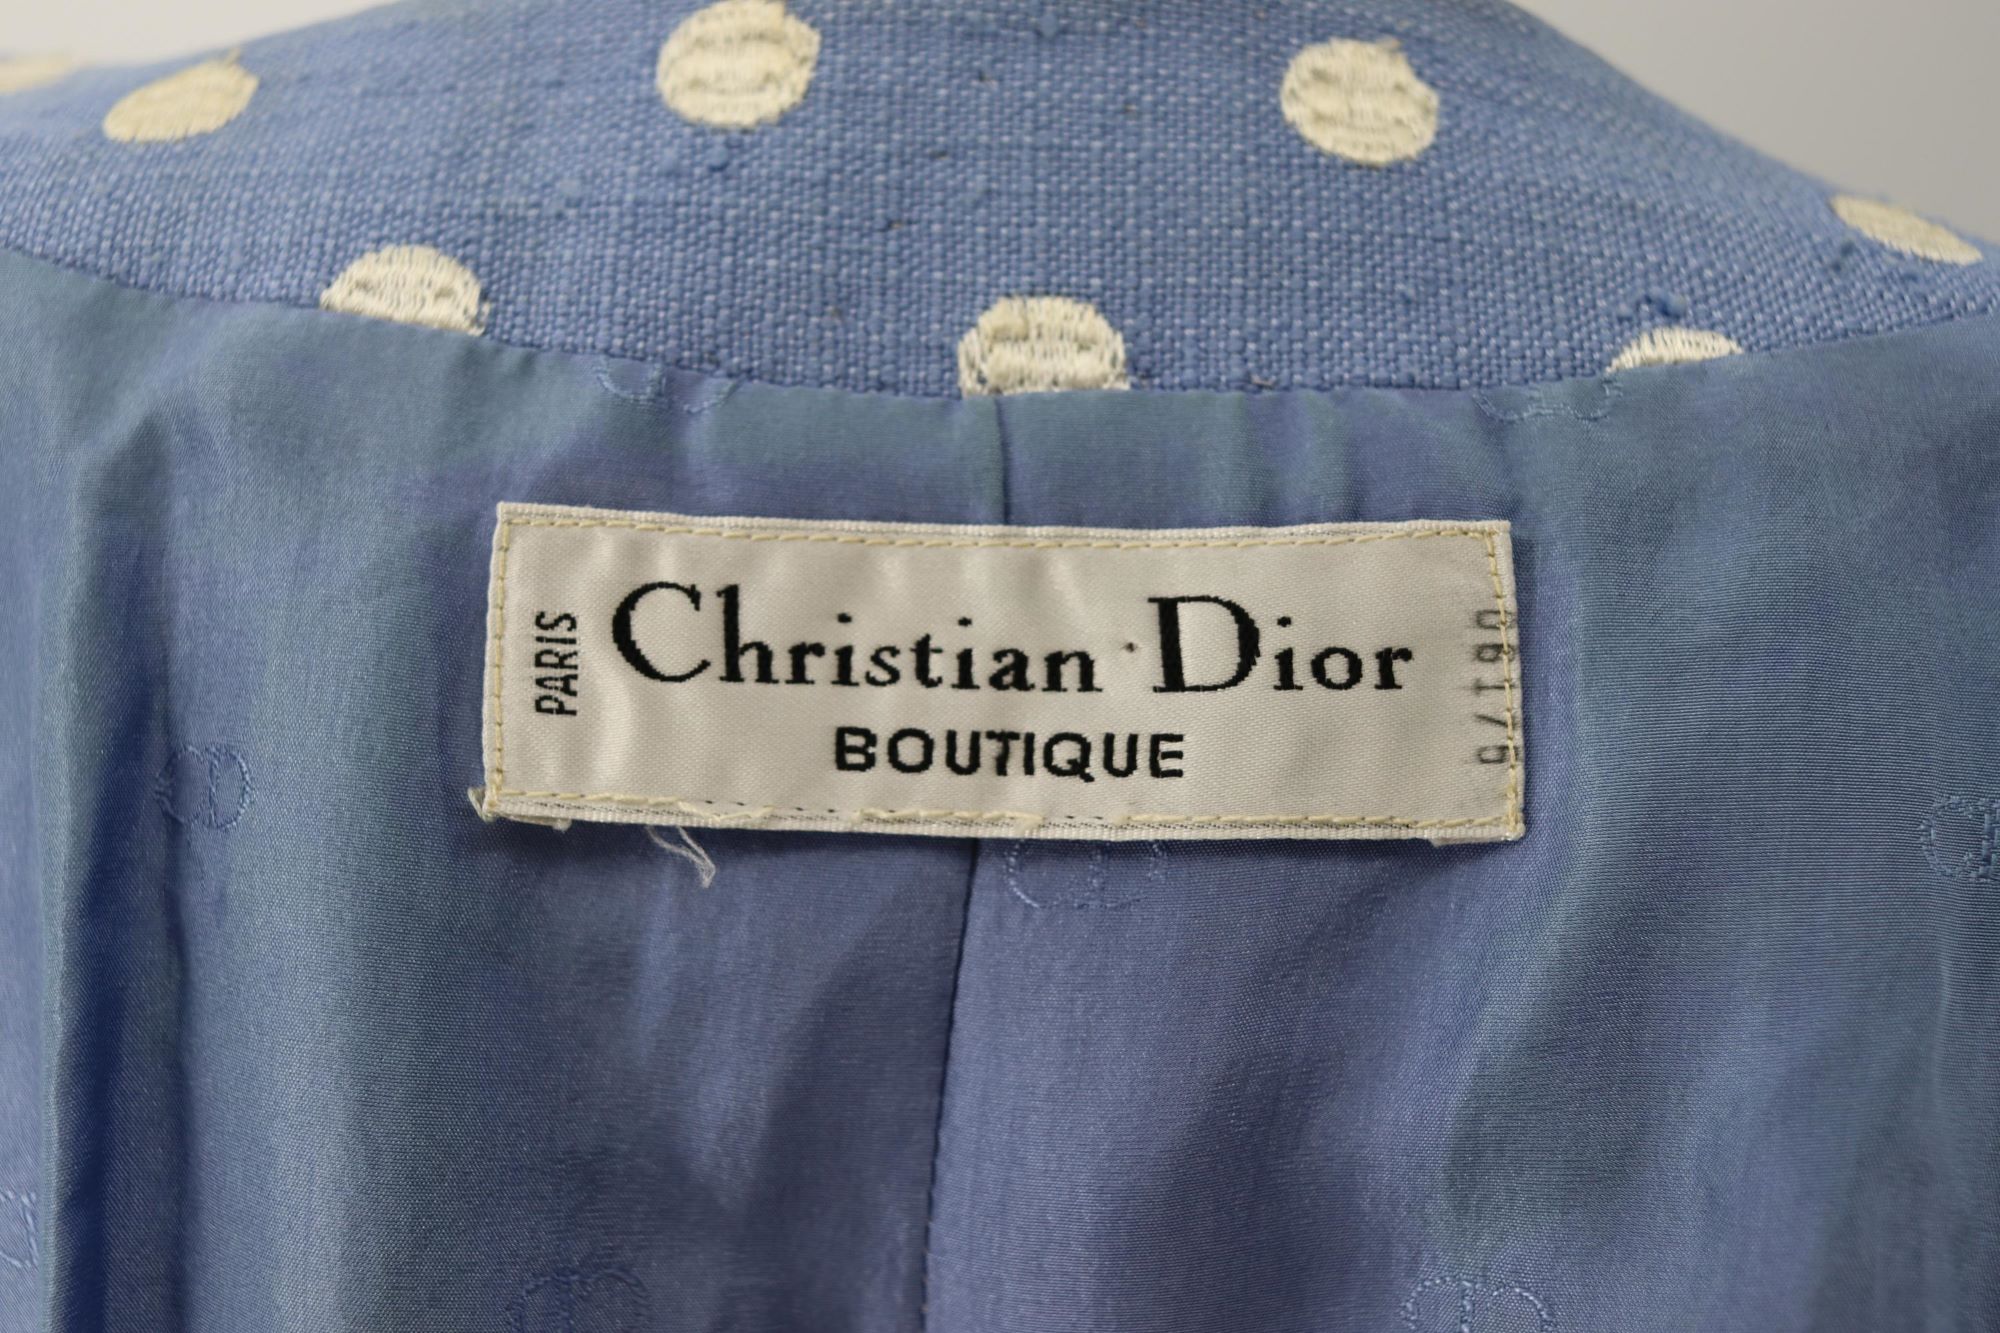 PARIS
Christian Dior
BOUTIQUE